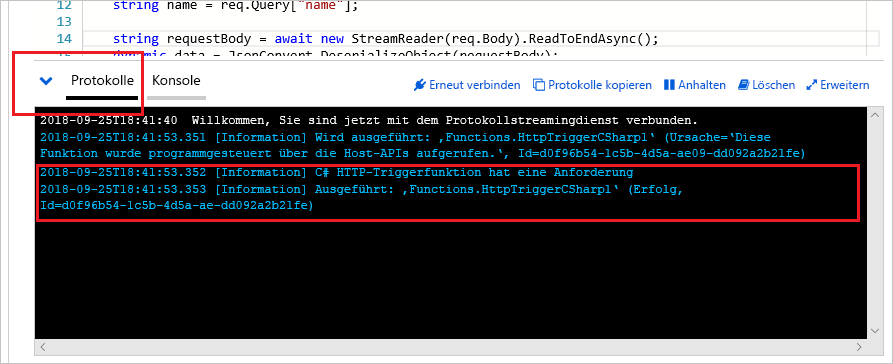 12 string name = req.Query["name"];
13
14 string requestBody = await new StreamReader(req.Body).ReadToEndAsync();
15 dynamic data = JsonConvert.DeserializeObject(requestBody);
Protokolle Konsole Erneut verbinden Protokolle kopieren Anhalten Löschen Erweitern
2018-09-25T18:41:40 Willkommen, Sie sind jetzt mit dem Protokollstreamingdienst verbunden.
2018-09-25T18:41:53.351 [Information] Wird ausgeführt: ‚Functions.HttpTriggerCSharp1‘ (Ursache=‘Diese
Funktion wurde programmgesteuert über die Host-APIs aufgerufen.‘, Id=d0f96b54-1c5b-4d5a-ae09-dd092a2b21fe)
2018-09-25T18:41:53.352 [Information] C# HTTP-Triggerfunktion hat eine Anforderung
2018-09-25T18:41:53.353 [Information] Ausgeführt: ‚Functions.HttpTriggerCSharp1‘ (Erfolg,
Id=d0f96b54-1c5b-4d5a-ae-dd092a2b21fe)